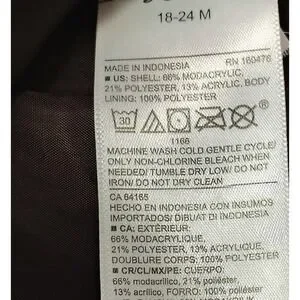 18-24 M
MADE IN INDONESIA RN 160476
■ US: SHELL: 66% MODACRYLIC,
21% POLYESTER, 13% ACRYLIC, BODY
LINING: 100% POLYESTER
30
1166
MACHINE WASH COLD GENTLE CYCLE/
ONLY NON-CHLORINE BLEACH WHEN
NEEDED/ TUMBLE DRY LOW/ DO NOT
IRON/ DO NOT DRY CLEAN
CA 64165
HECHO EN INDONESIA CON INSUMOS
IMPORTADOS/ DIBUAT DI INDONESIA
■ CA: EXTÉRIEUR:
66% MODACRYLIQUE,
21% POLYESTER, 13% ACRYLIQUE,
DOUBLURE CORPS: 100% POLYESTER
■ CR/CL/MX/PE: CUERPO:
66% modacrílico, 21% poliéster,
13% acrílico, FORRO: 100% poliéster